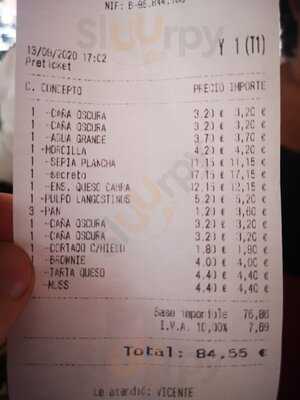 NIF: B-96.844.
13/09/2020 17:02
Y 1 (T1)
Preticket
C. CONCEPTO PRECIO IMPORTE
1 -CAÑA OSCURA 3.20 € 3,20 €
1 -CAÑA OSCURA 3.20 € 3,20 €
1 -AGUA GRANDE 3.70 € 3,70 €
1 -MORCILLA 4.20 € 4,20 €
1 -SEPIA PLANCHA 11.15 € 11,15 €
1 -secreto 17.15 € 17,15 €
1 -ENS. QUESO CABRA 12.15 € 12,15 €
1 -PULPO LANGOSTINOS 5.20 € 5,20 €
3 -PAN 1.20 € 3,60 €
1 -CAÑA OSCURA 3.20 € 3,20 €
1 -CAÑA OSCURA 3.20 € 3,20 €
1 -CORTADO C/HIELO 1.80 € 1,80 €
1 -BROWNIE 4.00 € 4,00 €
1 -TARTA QUESO 4.40 € 4,40 €
-MUSS 4.40 € 4,40 €
Base imponible 76,86
I.V.A. 10,00% 7,69
Total: 84,55 €
Le atendió: VICENTE